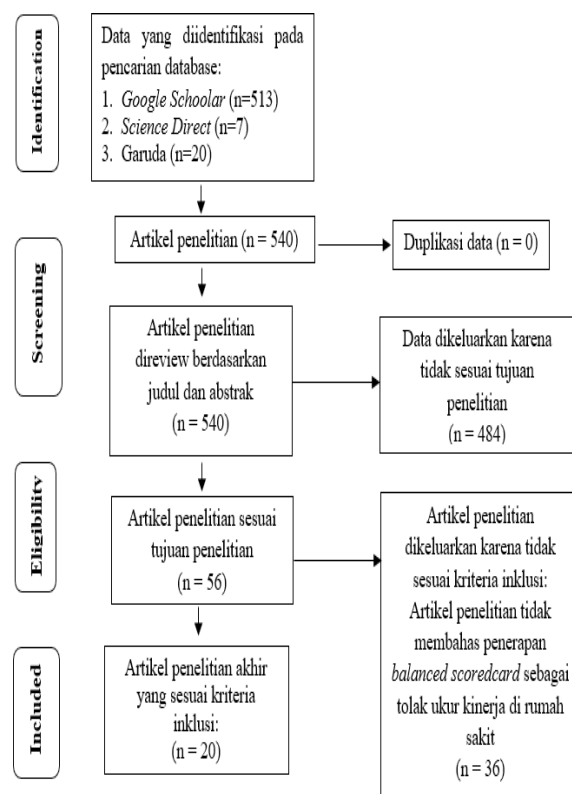 Identification
Data yang diidentifikasi pada
pencarian database:
1. Google Schoolar (n=513)
2. Science Direct (n=7)
3. Garuda (n=20)
Artikel penelitian (n = 540)
Duplikasi data (n = 0)
Screening
Artikel penelitian
direview berdasarkan
judul dan abstrak
(n = 540)
Data dikeluarkan karena
tidak sesuai tujuan
penelitian
(n = 484)
Eligibility
Artikel penelitian sesuai
tujuan penelitian
(n = 56)
Artikel penelitian
dikeluarkan karena tidak
sesuai kriteria inklusi:
Artikel penelitian tidak
membahas penerapan
balanced scoredcard sebagai
tolak ukur kinerja di rumah
sakit
(n = 36)
Included
Artikel penelitian akhir
yang sesuai kriteria
inklusi:
(n = 20)